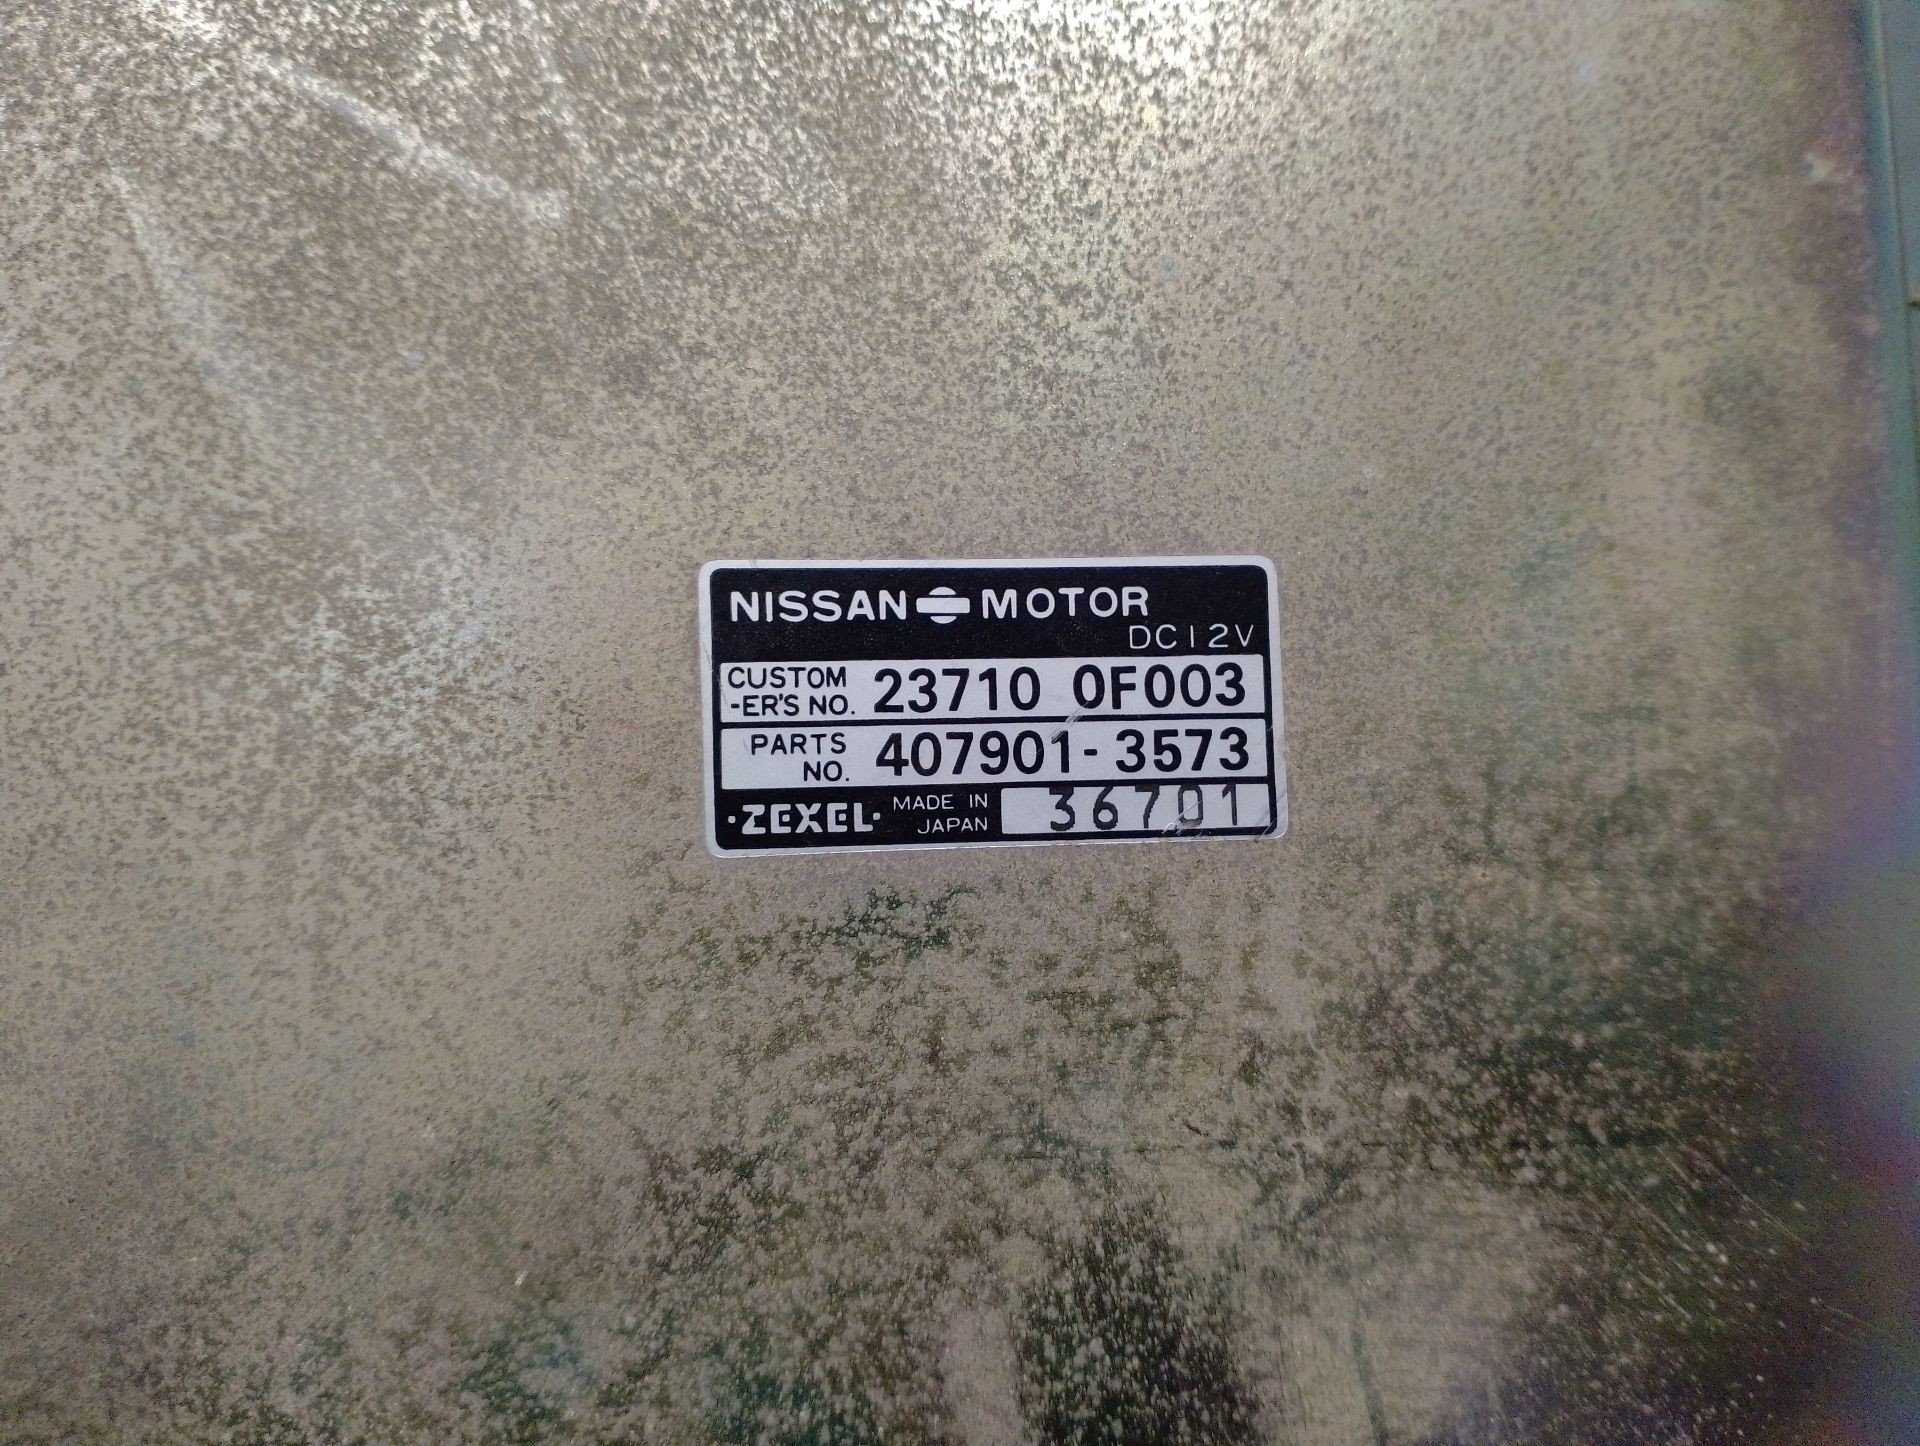 NISSAN MOTOR
DC12V
CUSTOM
-ER'S NO. 23710 0F003
PARTS
NO. 407901-3573
·ZEXEL· MADE IN
JAPAN 36701